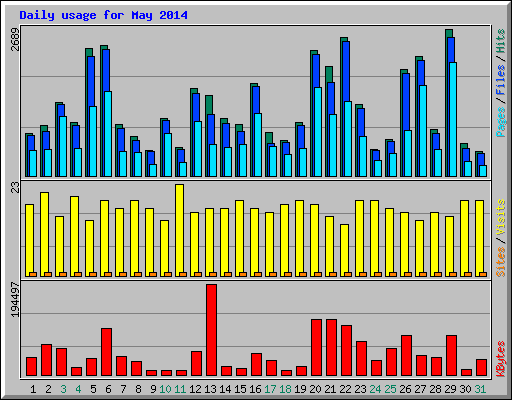 Daily usage for May 2014
2689
Pages / Files / Hits
23
Sites / Visits
194497
KBytes
1 2 3 4 5 6 7 8 9 10 11 12 13 14 15 16 17 18 19 20 21 22 23 24 25 26 27 28 29 30 31